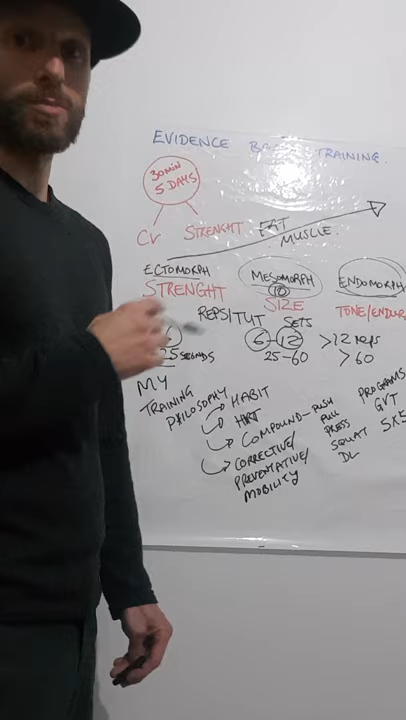 EVIDENCE BASED TRAINING.
30min
5 DAYS
CV STRENGHT FAT
MUSCLE.
ECTOMORPH MESOMORPH ENDOMORPH
10
STRENGHT SIZE TONE/ENDUR
REPS/TUT SETS
6-12 >12 reps
25 SECONDS 25-60 >60
MY
TRAINING
PHILOSOPHY
HABIT
HIIT
COMPOUND-PUSH
PULL
PRESS
SQUAT
DL
CORRECTIVE/
PREVENTATIVE/
MOBILITY
PROGRAMS
GVT
5X5